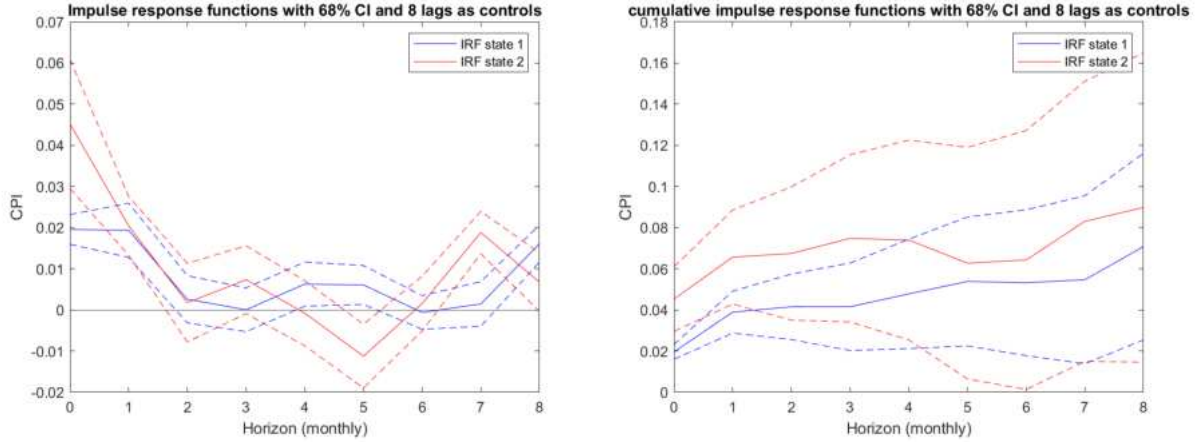 Impulse response functions with 68% CI and 8 lags as controls
0.07
0.06
0.05
0.04
0.03
0.02
0.01
0
-0.01
-0.02
CPI
IRF state 1
IRF state 2
0 1 2 3 4 5 6 7 8
Horizon (monthly)
cumulative impulse response functions with 68% CI and 8 lags as controls
0.18
0.16
0.14
0.12
0.1
0.08
0.06
0.04
0.02
0
CPI
IRF state 1
IRF state 2
0 1 2 3 4 5 6 7 8
Horizon (monthly)